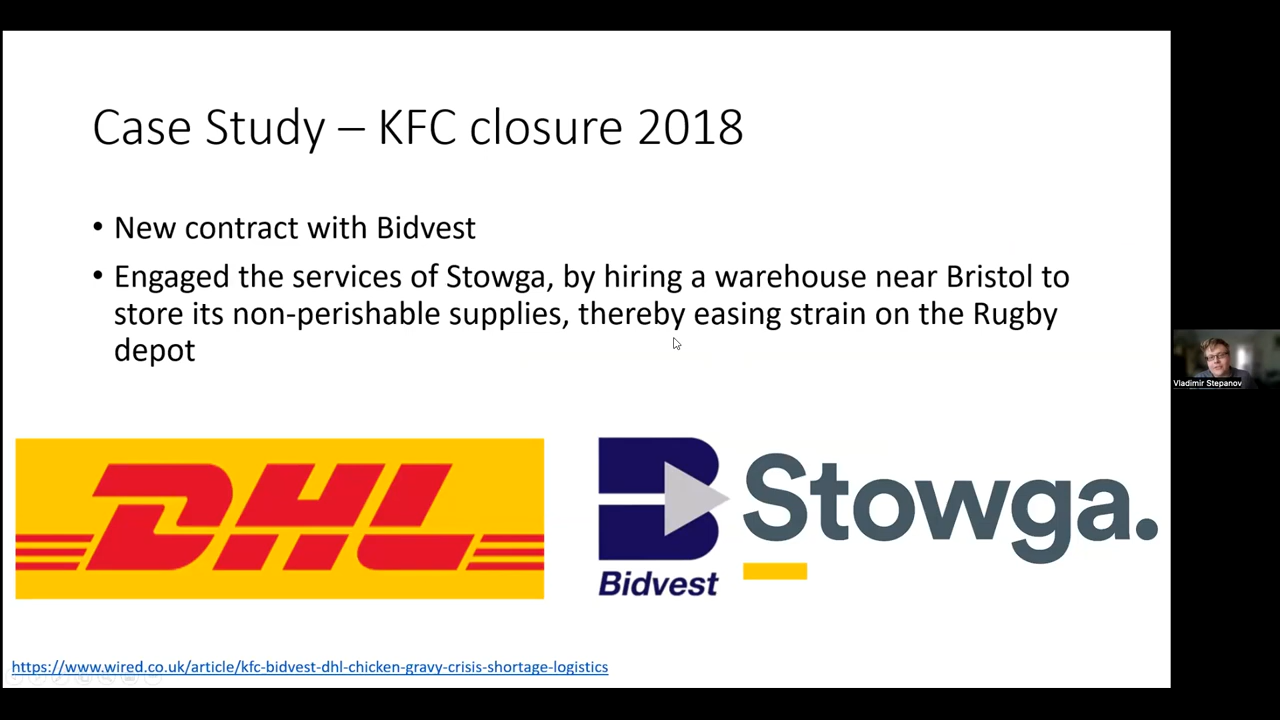 Case Study – KFC closure 2018
• New contract with Bidvest
• Engaged the services of Stowga, by hiring a warehouse near Bristol to
store its non-perishable supplies, thereby easing strain on the Rugby
depot
DHL
Bidvest
Stowga.
Vladimir Stepanov
https://www.wired.co.uk/article/kfc-bidvest-dhl-chicken-gravy-crisis-shortage-logistics